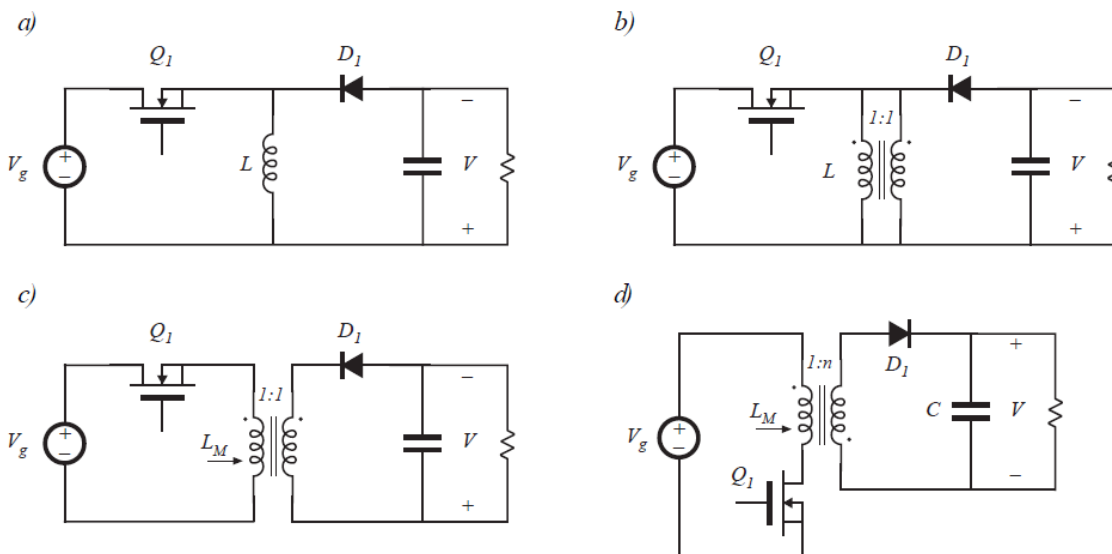 a)
Q1
D1
Vg
+
−
L
−
V
+
b)
Q1
D1
1:1
Vg
+
−
L
−
V
+
c)
Q1
D1
1:1
Vg
+
−
LM
−
V
+
d)
1:n
D1
+
Vg
+
−
LM
C
V
Q1
−